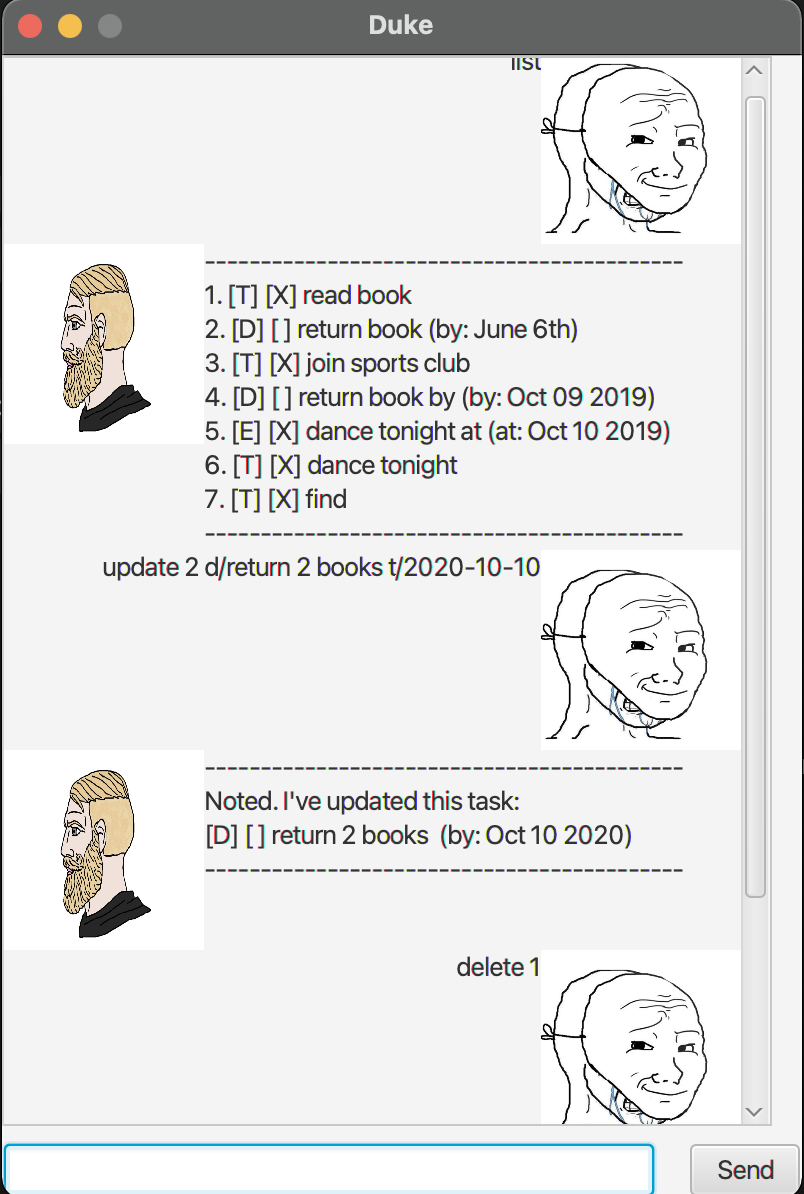 Duke
list
------------------------------------------
1. [T] [X] read book
2. [D] [ ] return book (by: June 6th)
3. [T] [X] join sports club
4. [D] [ ] return book by (by: Oct 09 2019)
5. [E] [X] dance tonight at (at: Oct 10 2019)
6. [T] [X] dance tonight
7. [T] [X] find
------------------------------------------
update 2 d/return 2 books t/2020-10-10
------------------------------------------
Noted. I've updated this task:
[D] [ ] return 2 books  (by: Oct 10 2020)
------------------------------------------
delete 1
Send